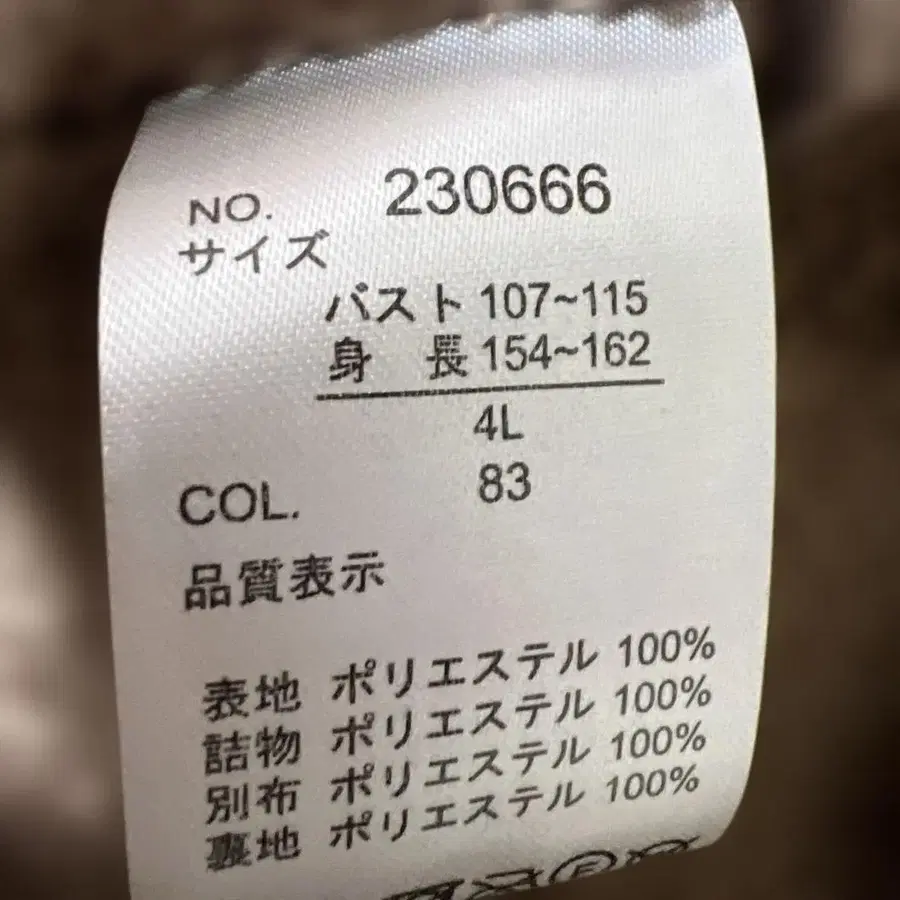 NO. 230666
サイズ
バスト 107~115
身 長 154~162
4L
COL. 83
品質表示
表地 ポリエステル 100%
詰物 ポリエステル 100%
別布 ポリエステル 100%
裏地 ポリエステル 100%